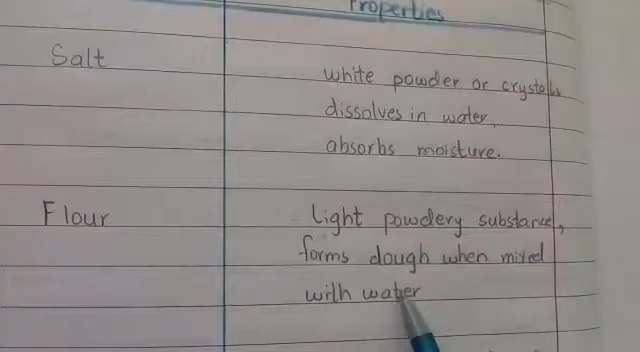 Properties
Salt
white powder or crystals
dissolves in water,
absorbs moisture.
Flour
light powdery substance,
forms dough when mixed
with water